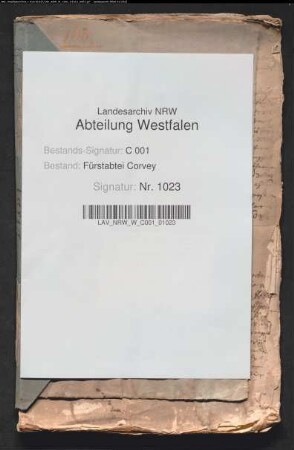 Landesarchiv NRW
Abteilung Westfalen
Bestands-Signatur: C 001
Bestand: Fürstabtei Corvey
Signatur: Nr. 1023
LAV_NRW_W_C001_01023